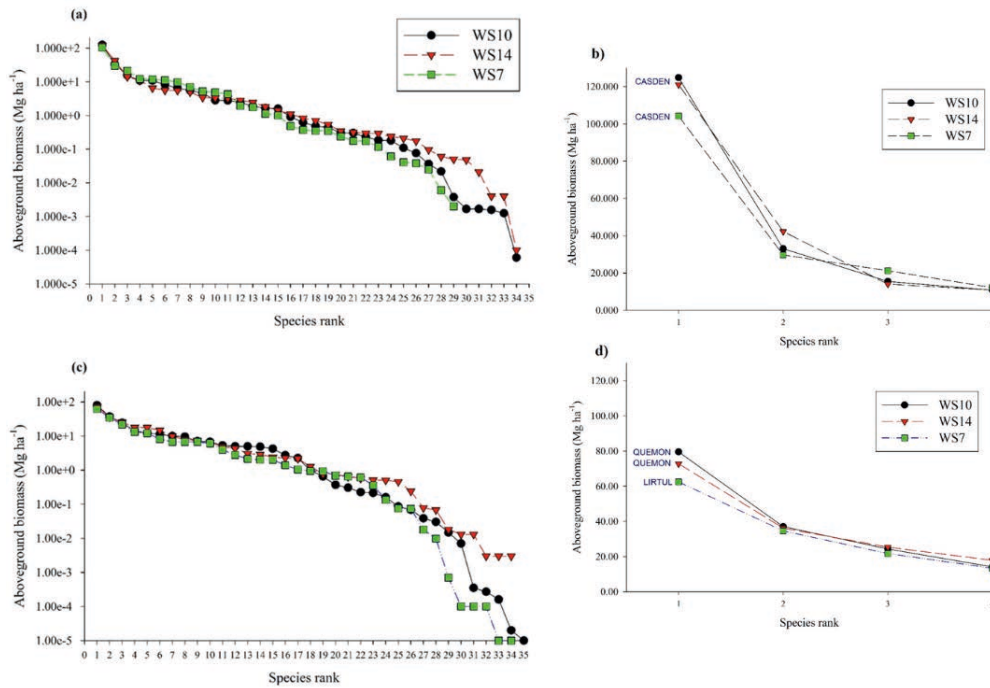 (a)
WS10
WS14
WS7
Aboveground biomass (Mg ha-1)
1.000e+2
1.000e+1
1.000e+0
1.000e-1
1.000e-2
1.000e-3
1.000e-4
1.000e-5
0 1 2 3 4 5 6 7 8 9 10 11 12 13 14 15 16 17 18 19 20 21 22 23 24 25 26 27 28 29 30 31 32 33 34 35
Species rank
b)
WS10
WS14
WS7
CASDEN
CASDEN
Aboveground biomass (Mg ha-1)
120.000
100.000
80.000
60.000
40.000
20.000
0.000
1 2 3
Species rank
(c)
WS10
WS14
WS7
Aboveground biomass (Mg ha-1)
1.00e+2
1.00e+1
1.00e+0
1.00e-1
1.00e-2
1.00e-3
1.00e-4
1.00e-5
0 1 2 3 4 5 6 7 8 9 10 11 12 13 14 15 16 17 18 19 20 21 22 23 24 25 26 27 28 29 30 31 32 33 34 35
Species rank
d)
WS10
WS14
WS7
QUEMON
QUEMON
LIRTUL
Aboveground biomass (Mg ha-1)
120.00
100.00
80.00
60.00
40.00
20.00
0.00
1 2 3
Species rank